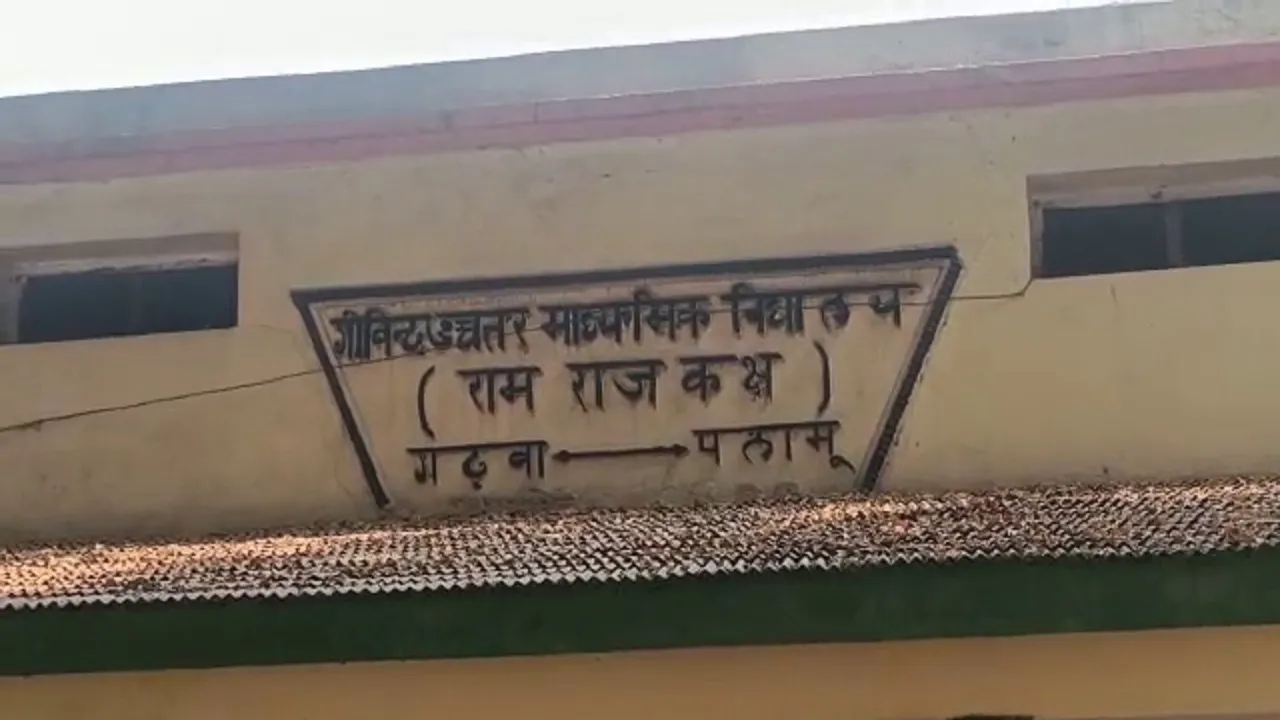 गोविन्द उच्चतर माध्यमिक विद्यालय
( राम राज कक्ष )
गढ़वा ⟷ पलामू